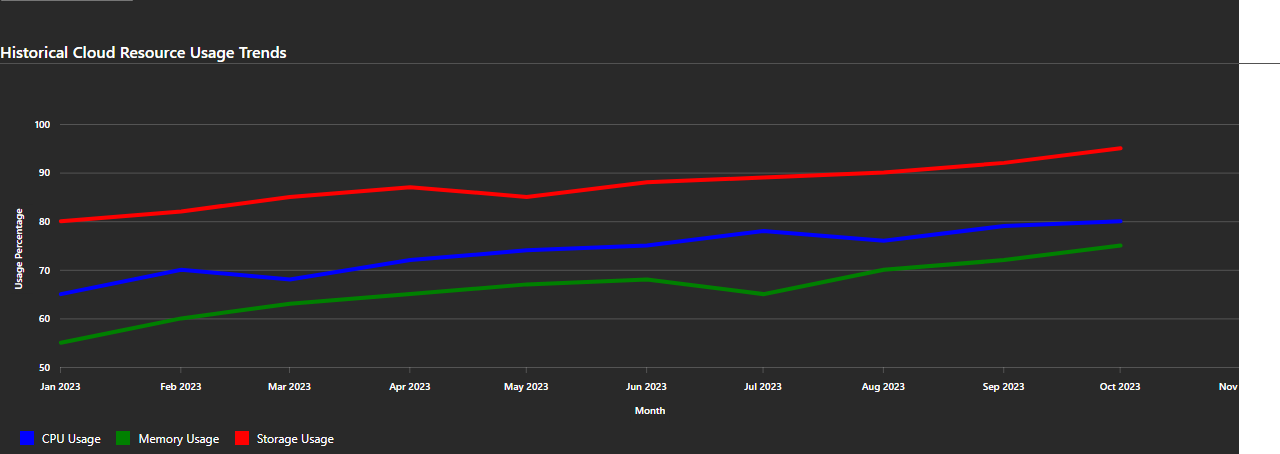 Historical Cloud Resource Usage Trends
100
90
80
70
60
50
Usage Percentage
Jan 2023 Feb 2023 Mar 2023 Apr 2023 May 2023 Jun 2023 Jul 2023 Aug 2023 Sep 2023 Oct 2023 Nov
Month
CPU Usage Memory Usage Storage Usage